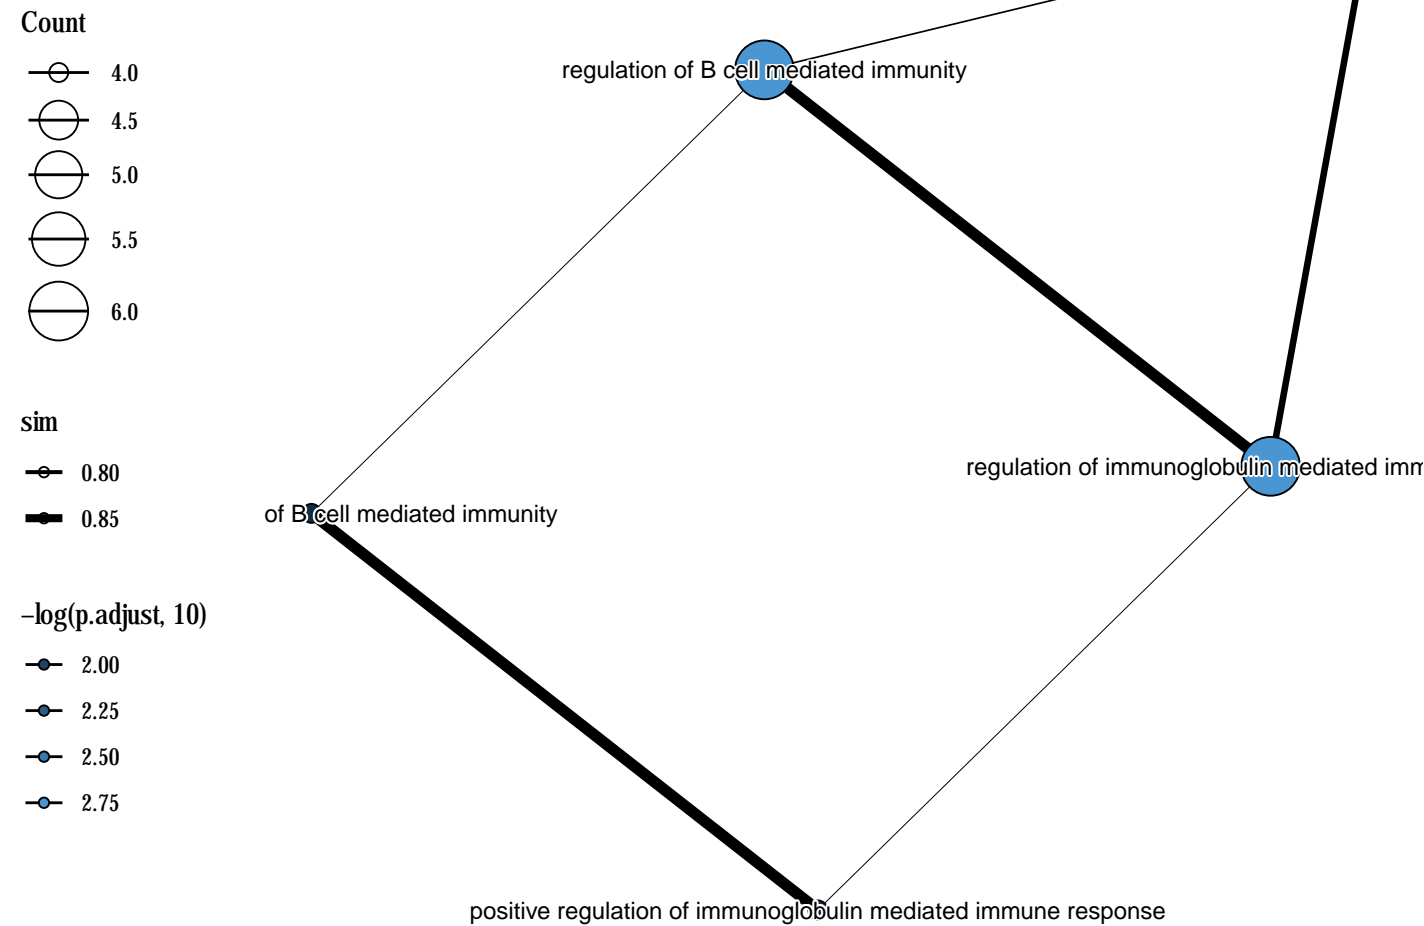 Count
4.0
4.5
5.0
5.5
6.0
sim
0.80
0.85
–log(p.adjust, 10)
2.00
2.25
2.50
2.75
regulation of B cell mediated immunity
regulation of immunoglobulin mediated imm
of B cell mediated immunity
positive regulation of immunoglobulin mediated immune response